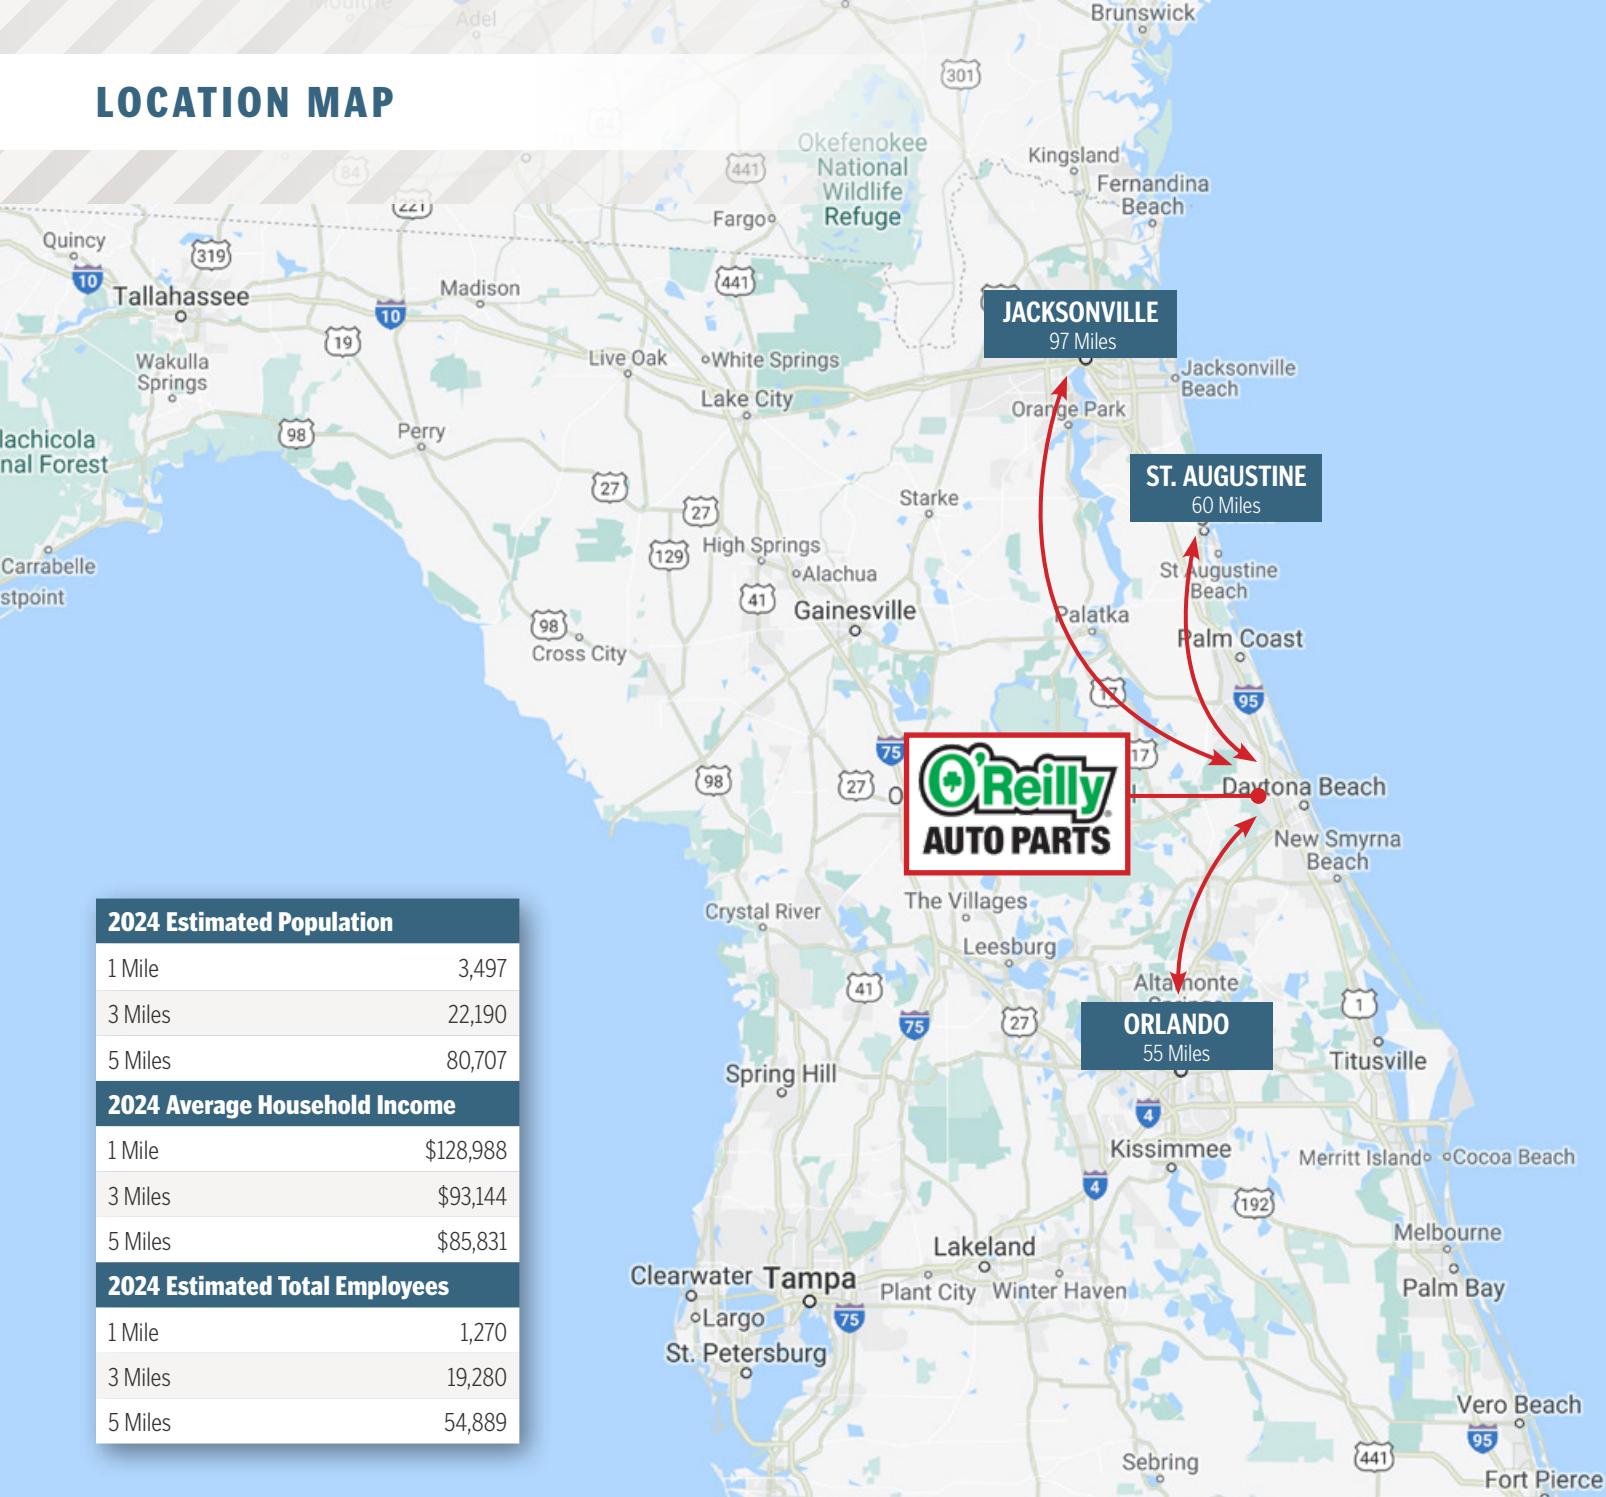 Moultrie
Adel
Brunswick
301
LOCATION MAP
84
Okefenokee
National
Wildlife
Refuge
441
84
Kingsland
Fernandina
Beach
221
Fargo
Quincy
319
10
Tallahassee
Madison
441
10
19
JACKSONVILLE
97 Miles
Wakulla
Springs
Live Oak
White Springs
Jacksonville
Beach
Lake City
Orange Park
98
Perry
lachicola
nal Forest
ST. AUGUSTINE
60 Miles
27
Starke
27
129
High Springs
Alachua
Carrabelle
stpoint
St Augustine
Beach
41
Gainesville
Palatka
98
Cross City
Palm Coast
17
95
75
17
98
27
O
O'Reilly
AUTO PARTS
Daytona Beach
New Smyrna
Beach
Crystal River
The Villages
Leesburg
2024 Estimated Population
1 Mile 3,497
3 Miles 22,190
5 Miles 80,707
2024 Average Household Income
1 Mile $128,988
3 Miles $93,144
5 Miles $85,831
2024 Estimated Total Employees
1 Mile 1,270
3 Miles 19,280
5 Miles 54,889
41
75
27
Altamonte
Springs
ORLANDO
55 Miles
1
Titusville
Spring Hill
4
Kissimmee
Merritt Island
Cocoa Beach
4
192
Melbourne
Lakeland
Clearwater
Tampa
Plant City
Winter Haven
Palm Bay
Largo
75
St. Petersburg
Vero Beach
95
441
Sebring
Fort Pierce